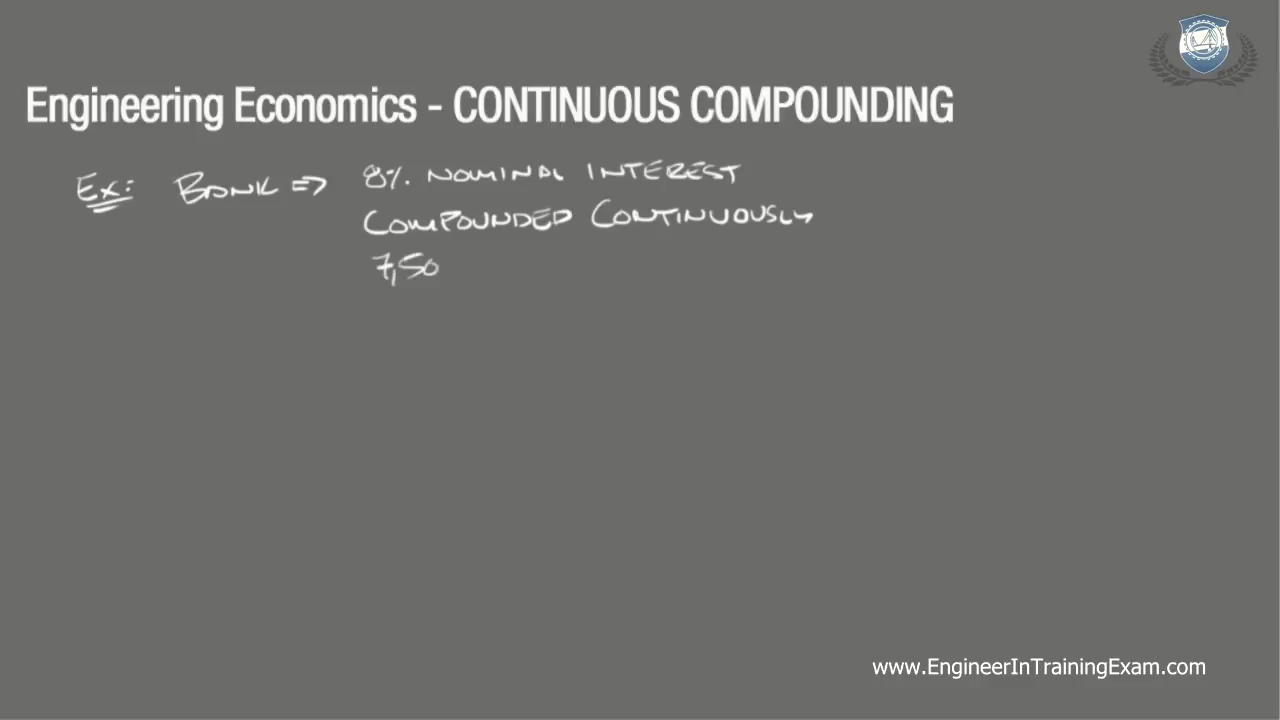 Engineering Economics - CONTINUOUS COMPOUNDING
Ex: BANK => 8% NOMINAL INTEREST
COMPOUNDED CONTINUOUSLY
7,50
www.EngineerInTrainingExam.com